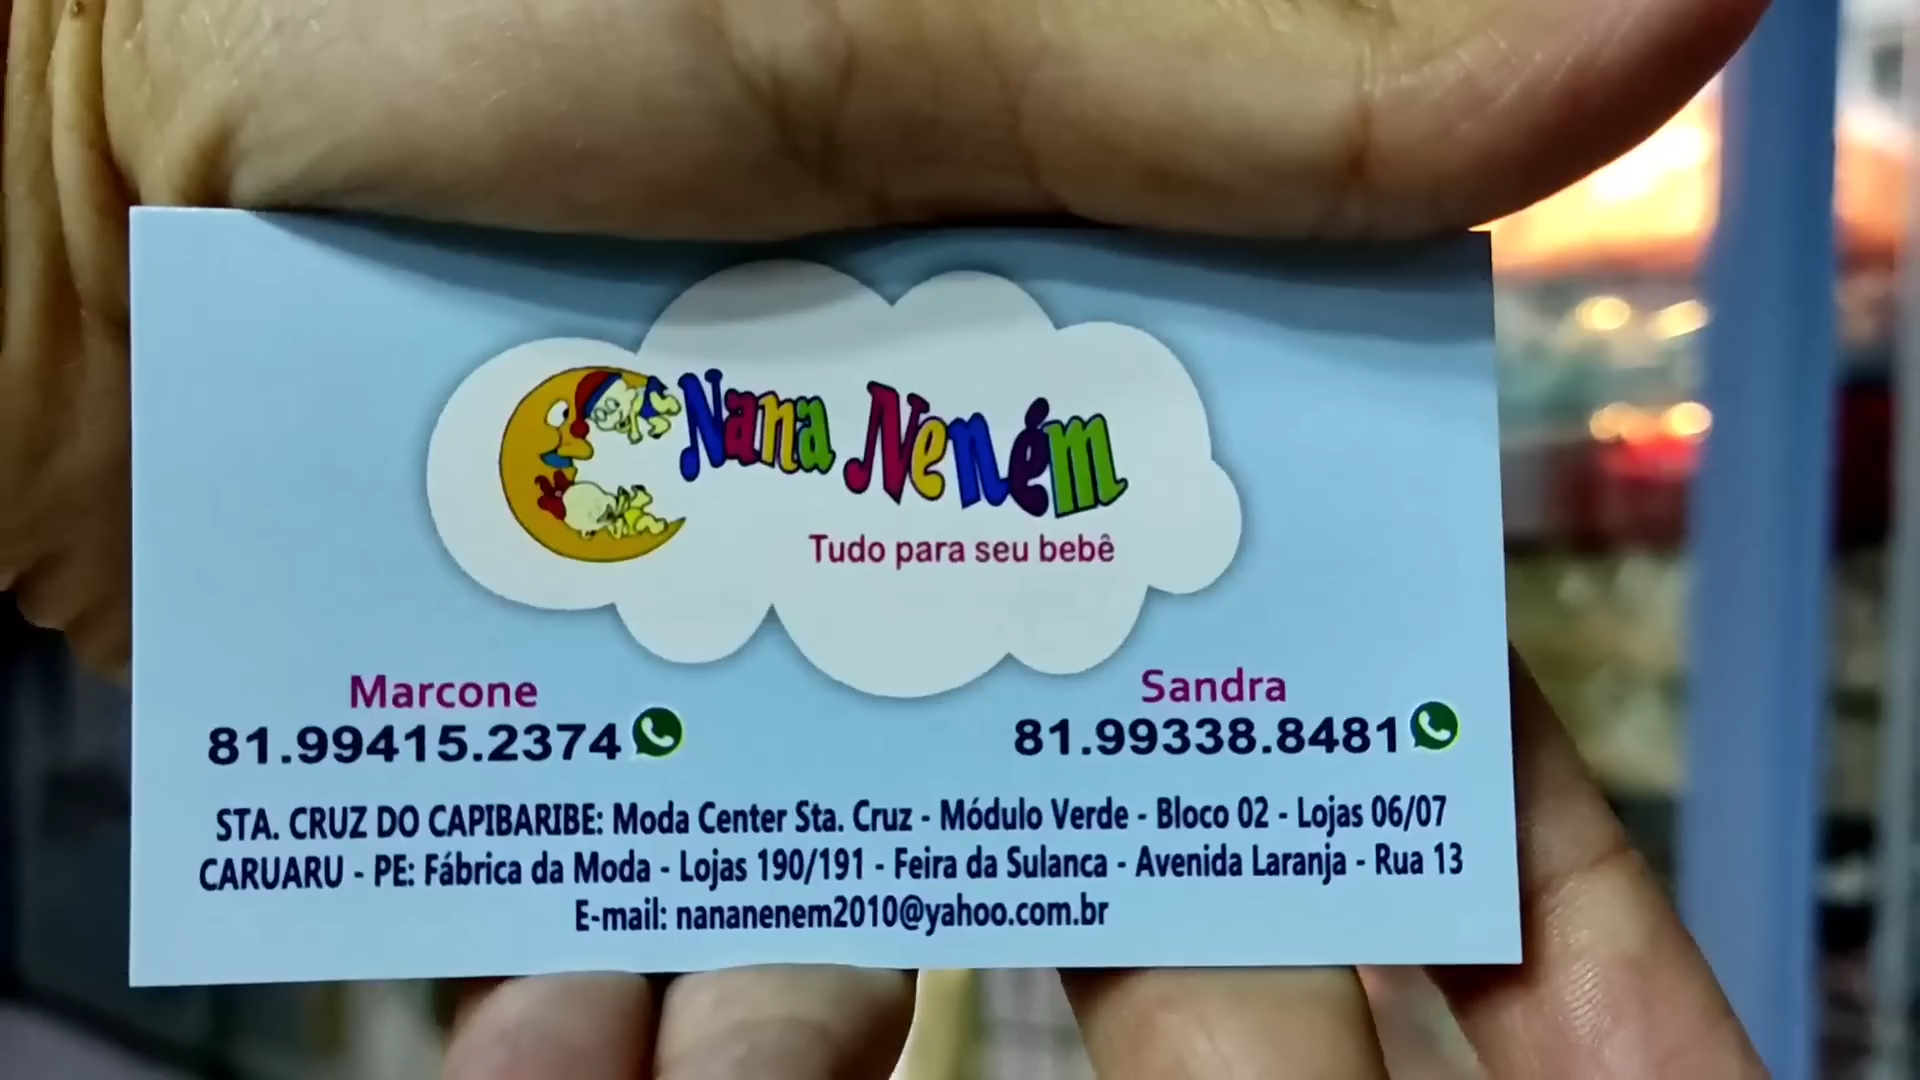 Nana Neném
Tudo para seu bebê
Marcone
81.99415.2374
Sandra
81.99338.8481
STA. CRUZ DO CAPIBARIBE: Moda Center Sta. Cruz - Módulo Verde - Bloco 02 - Lojas 06/07
CARUARU - PE: Fábrica da Moda - Lojas 190/191 - Feira da Sulanca - Avenida Laranja - Rua 13
E-mail: nananenem2010@yahoo.com.br